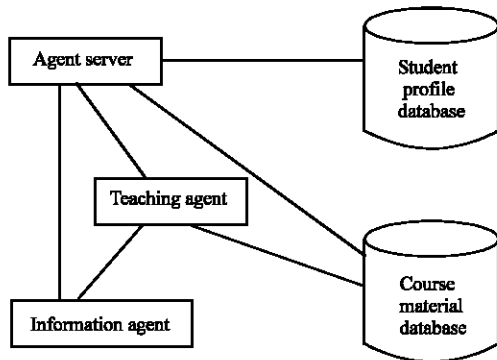 Agent server
Student
profile
database
Teaching agent
Course
material
database
Information agent